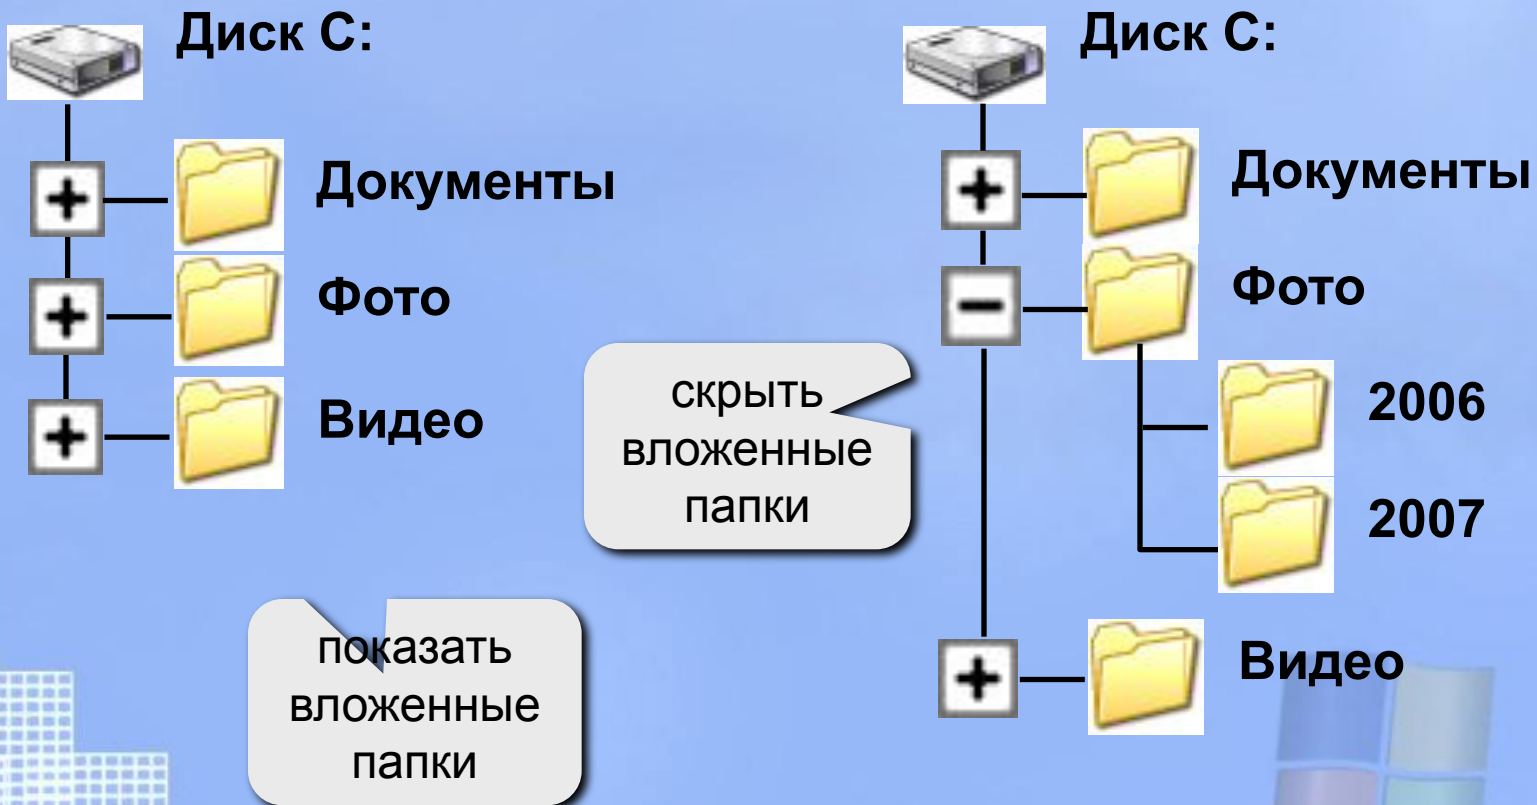 Диск C:
Документы
Фото
Видео
показать
вложенные
папки
скрыть
вложенные
папки
Диск C:
Документы
Фото
2006
2007
Видео